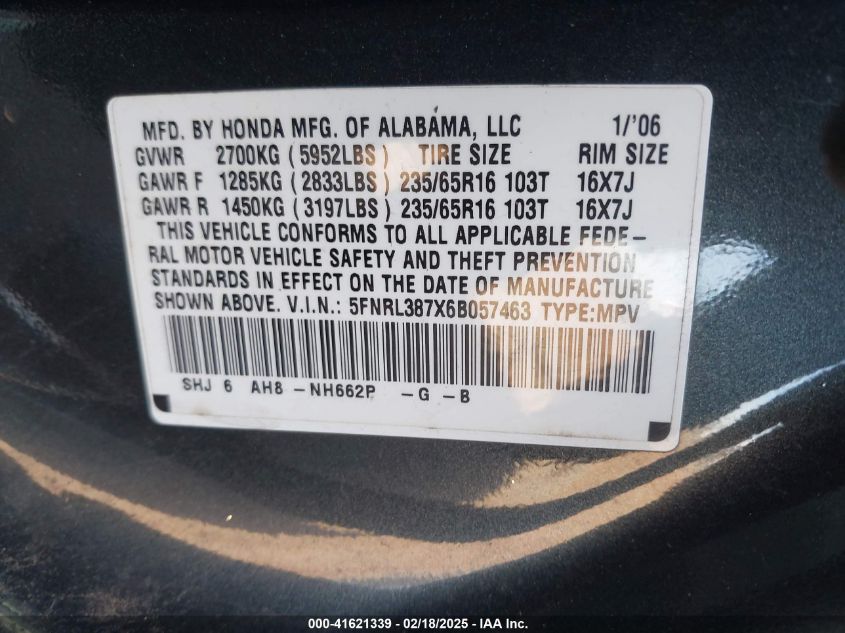 MFD. BY HONDA MFG. OF ALABAMA, LLC 1/'06
GVWR 2700KG (5952LBS) TIRE SIZE RIM SIZE
GAWR F 1285KG (2833LBS) 235/65R16 103T 16X7J
GAWR R 1450KG (3197LBS) 235/65R16 103T 16X7J
THIS VEHICLE CONFORMS TO ALL APPLICABLE FEDE-
RAL MOTOR VEHICLE SAFETY AND THEFT PREVENTION
STANDARDS IN EFFECT ON THE DATE OF MANUFACTURE
SHOWN ABOVE. V.I.N.: 5FNRL387X6B057463 TYPE:MPV
SHJ 6 AH8 -NH662P -G -B
000-41621339 - 02/18/2025 - IAA Inc.